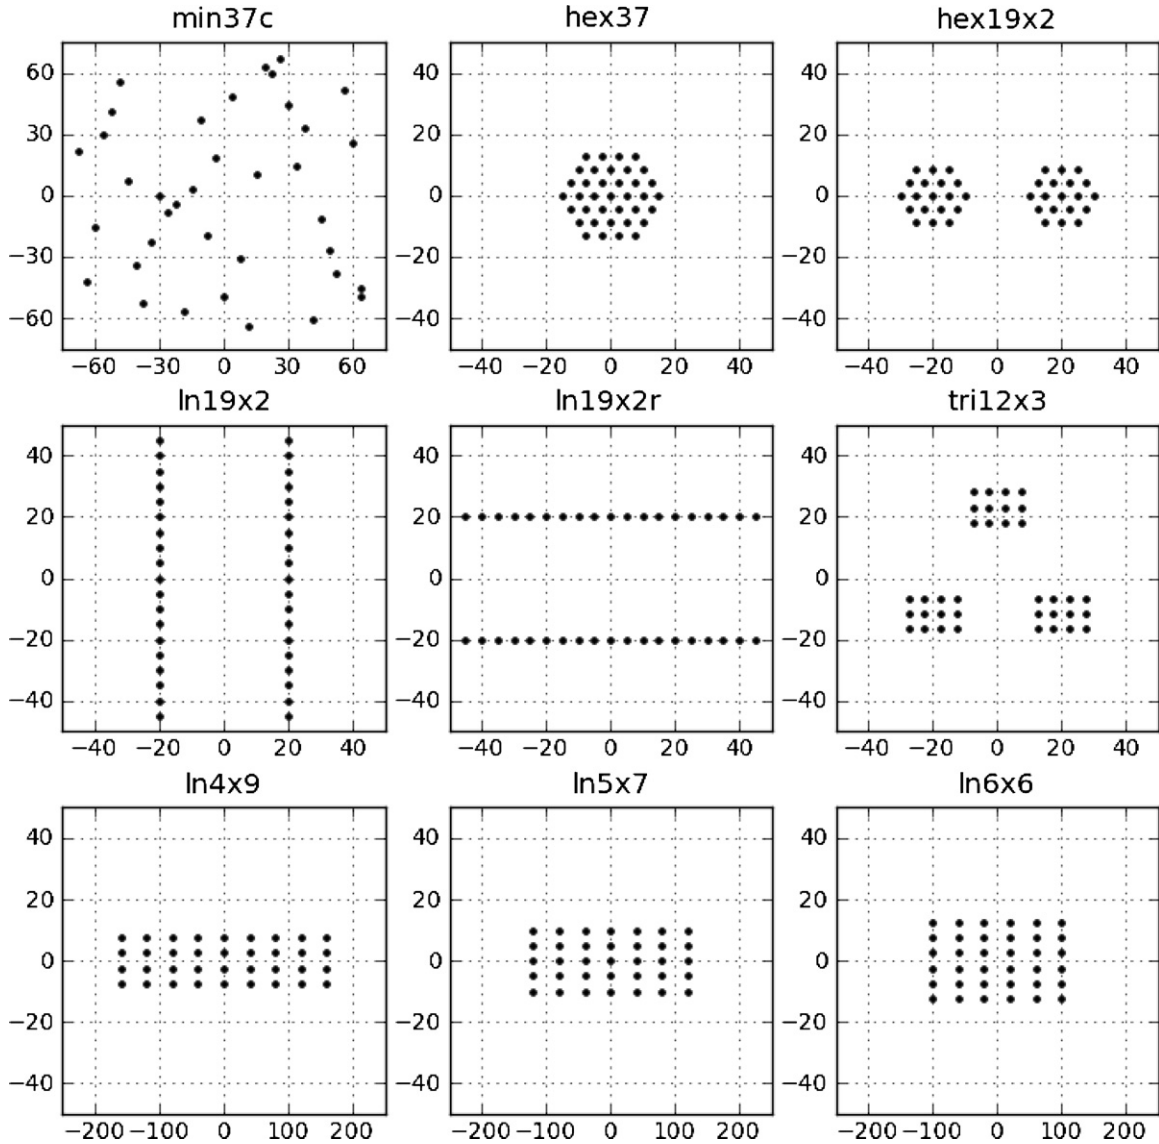 min37c hex37 hex19x2
60 40 40
30 20 20
0 0 0
−30 −20 −20
−60 −40 −40
−60 −30 0 30 60 −40 −20 0 20 40 −40 −20 0 20 40
ln19x2 ln19x2r tri12x3
40 40 40
20 20 20
0 0 0
−20 −20 −20
−40 −40 −40
−40 −20 0 20 40 −40 −20 0 20 40 −40 −20 0 20 40
ln4x9 ln5x7 ln6x6
40 40 40
20 20 20
0 0 0
−20 −20 −20
−40 −40 −40
−200 −100 0 100 200 −200 −100 0 100 200 −200 −100 0 100 200